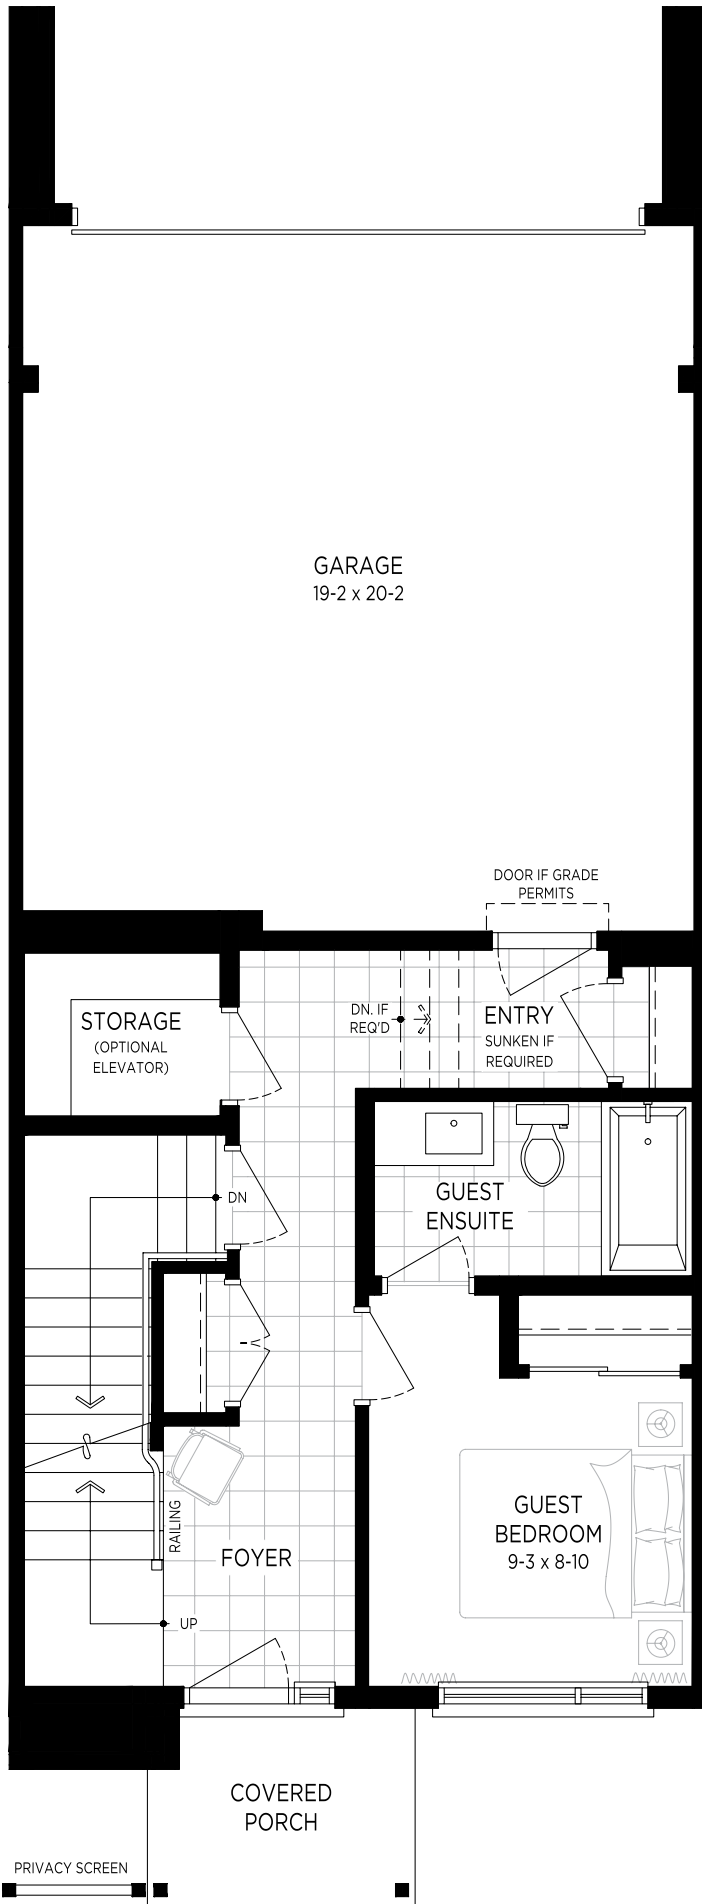 GARAGE
19-2 x 20-2
DOOR IF GRADE
PERMITS
STORAGE
(OPTIONAL
ELEVATOR)
DN. IF
REQ'D
ENTRY
SUNKEN IF
REQUIRED
DN
GUEST
ENSUITE
RAILING
FOYER
GUEST
BEDROOM
9-3 x 8-10
UP
COVERED
PORCH
PRIVACY SCREEN